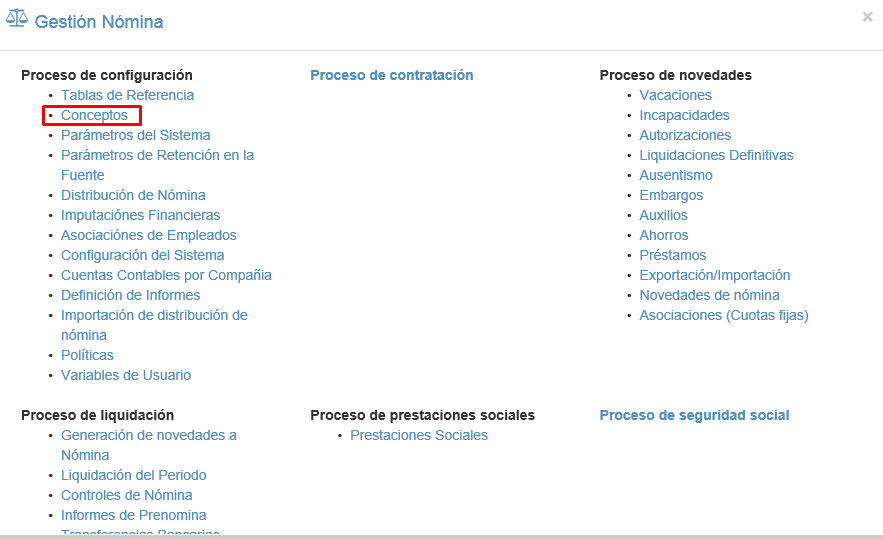 Gestión Nómina
×
Proceso de configuración
• Tablas de Referencia
• Conceptos
• Parámetros del Sistema
• Parámetros de Retención en la
Fuente
• Distribución de Nómina
• Imputaciónes Financieras
• Asociaciónes de Empleados
• Configuración del Sistema
• Cuentas Contables por Compañia
• Definición de Informes
• Importación de distribución de
nómina
• Políticas
• Variables de Usuario
Proceso de contratación
Proceso de novedades
• Vacaciones
• Incapacidades
• Autorizaciones
• Liquidaciones Definitivas
• Ausentismo
• Embargos
• Auxilios
• Ahorros
• Préstamos
• Exportación/Importación
• Novedades de nómina
• Asociaciones (Cuotas fijas)
Proceso de liquidación
• Generación de novedades a
Nómina
• Liquidación del Periodo
• Controles de Nómina
• Informes de Prenomina
• Transferencias Bancarias
Proceso de prestaciones sociales
• Prestaciones Sociales
Proceso de seguridad social